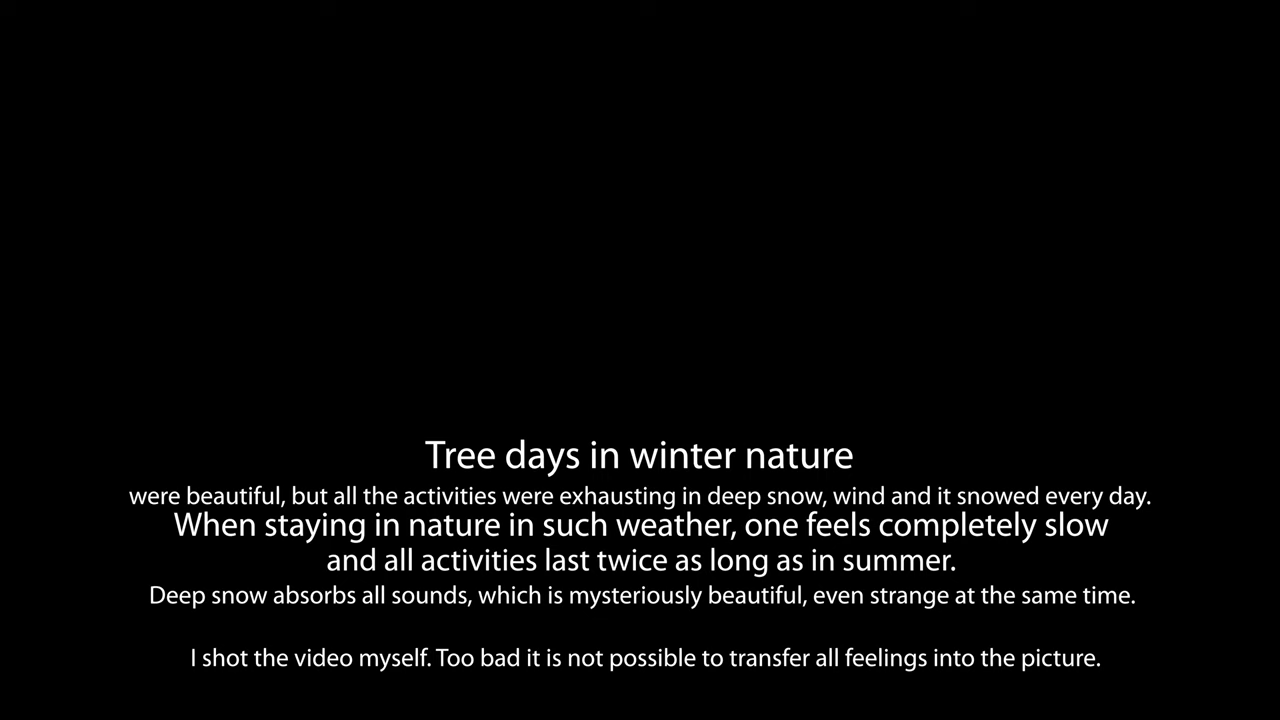 Tree days in winter nature
were beautiful, but all the activities were exhausting in deep snow, wind and it snowed every day.
When staying in nature in such weather, one feels completely slow
and all activities last twice as long as in summer.
Deep snow absorbs all sounds, which is mysteriously beautiful, even strange at the same time.
I shot the video myself. Too bad it is not possible to transfer all feelings into the picture.